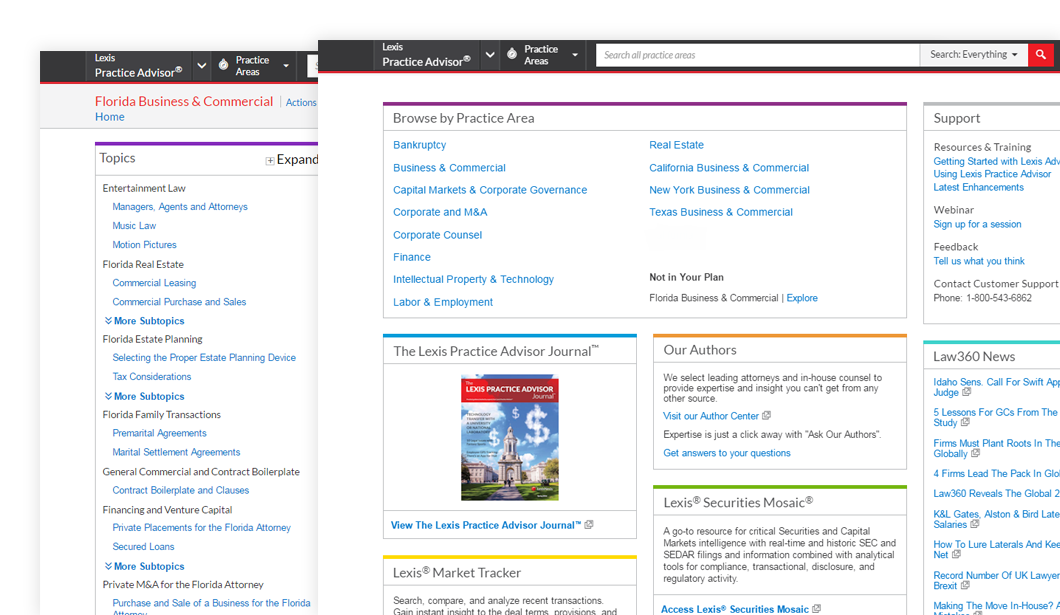 Lexis
Practice Advisor®
Practice
Areas
Florida Business & Commercial
Actions
Home
Topics
Expand
Entertainment Law
Managers, Agents and Attorneys
Music Law
Motion Pictures
Florida Real Estate
Commercial Leasing
Commercial Purchase and Sales
More Subtopics
Florida Estate Planning
Selecting the Proper Estate Planning Device
Tax Considerations
More Subtopics
Florida Family Transactions
Premarital Agreements
Marital Settlement Agreements
General Commercial and Contract Boilerplate
Contract Boilerplate and Clauses
Financing and Venture Capital
Private Placements for the Florida Attorney
Secured Loans
More Subtopics
Private M&A for the Florida Attorney
Purchase and Sale of a Business for the Florida
Attorney
Lexis
Practice Advisor®
Practice
Areas
Search all practice areas
Search: Everything
Browse by Practice Area
Bankruptcy
Business & Commercial
Capital Markets & Corporate Governance
Corporate and M&A
Corporate Counsel
Finance
Intellectual Property & Technology
Labor & Employment
Real Estate
California Business & Commercial
New York Business & Commercial
Texas Business & Commercial
Not in Your Plan
Florida Business & Commercial | Explore
The Lexis Practice Advisor Journal™
The
LEXIS PRACTICE ADVISOR
Journal
TECHNOLOGY
TRANSFER WITH
A UNIVERSITY
OR NATIONAL
LABORATORY
View The Lexis Practice Advisor Journal™
Lexis® Market Tracker
Search, compare, and analyze recent transactions.
Gain instant insight to the deal terms, provisions, and
Our Authors
We select leading attorneys and in-house counsel to
provide expertise and insight you can't get from any
other source.
Visit our Author Center
Expertise is just a click away with "Ask Our Authors".
Get answers to your questions
Lexis® Securities Mosaic®
A go-to resource for critical Securities and Capital
Markets intelligence with real-time and historic SEC and
SEDAR filings and information combined with analytical
tools for compliance, transactional, disclosure, and
regulatory activity.
Access Lexis® Securities Mosaic
Support
Resources & Training
Getting Started with Lexis Adv
Using Lexis Practice Advisor
Latest Enhancements
Webinar
Sign up for a session
Feedback
Tell us what you think
Contact Customer Support
Phone: 1-800-543-6862
Law360 News
Idaho Sens. Call For Swift App
Judge
5 Lessons For GCs From The
Study
Firms Must Plant Roots In The
Globally
4 Firms Lead The Pack In Glo
Law360 Reveals The Global 2
K&L Gates, Alston & Bird Late
Salaries
How To Lure Laterals And Kee
Net
Record Number Of UK Lawyer
Brexit
Making The Move In-House? A
Mistakes